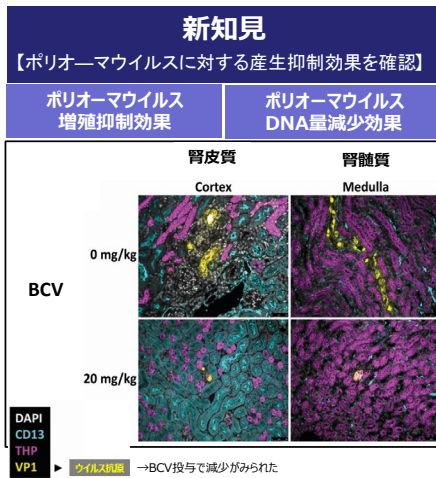 新知見
【ポリオ―マウイルスに対する産生抑制効果を確認】
ポリオーマウイルス
増殖抑制効果
ポリオーマウイルス
DNA量減少効果
腎皮質
腎髄質
Cortex
Medulla
0 mg/kg
BCV
20 mg/kg
DAPI
CD13
THP
VP1
ウイルス抗原
→BCV投与で減少がみられた